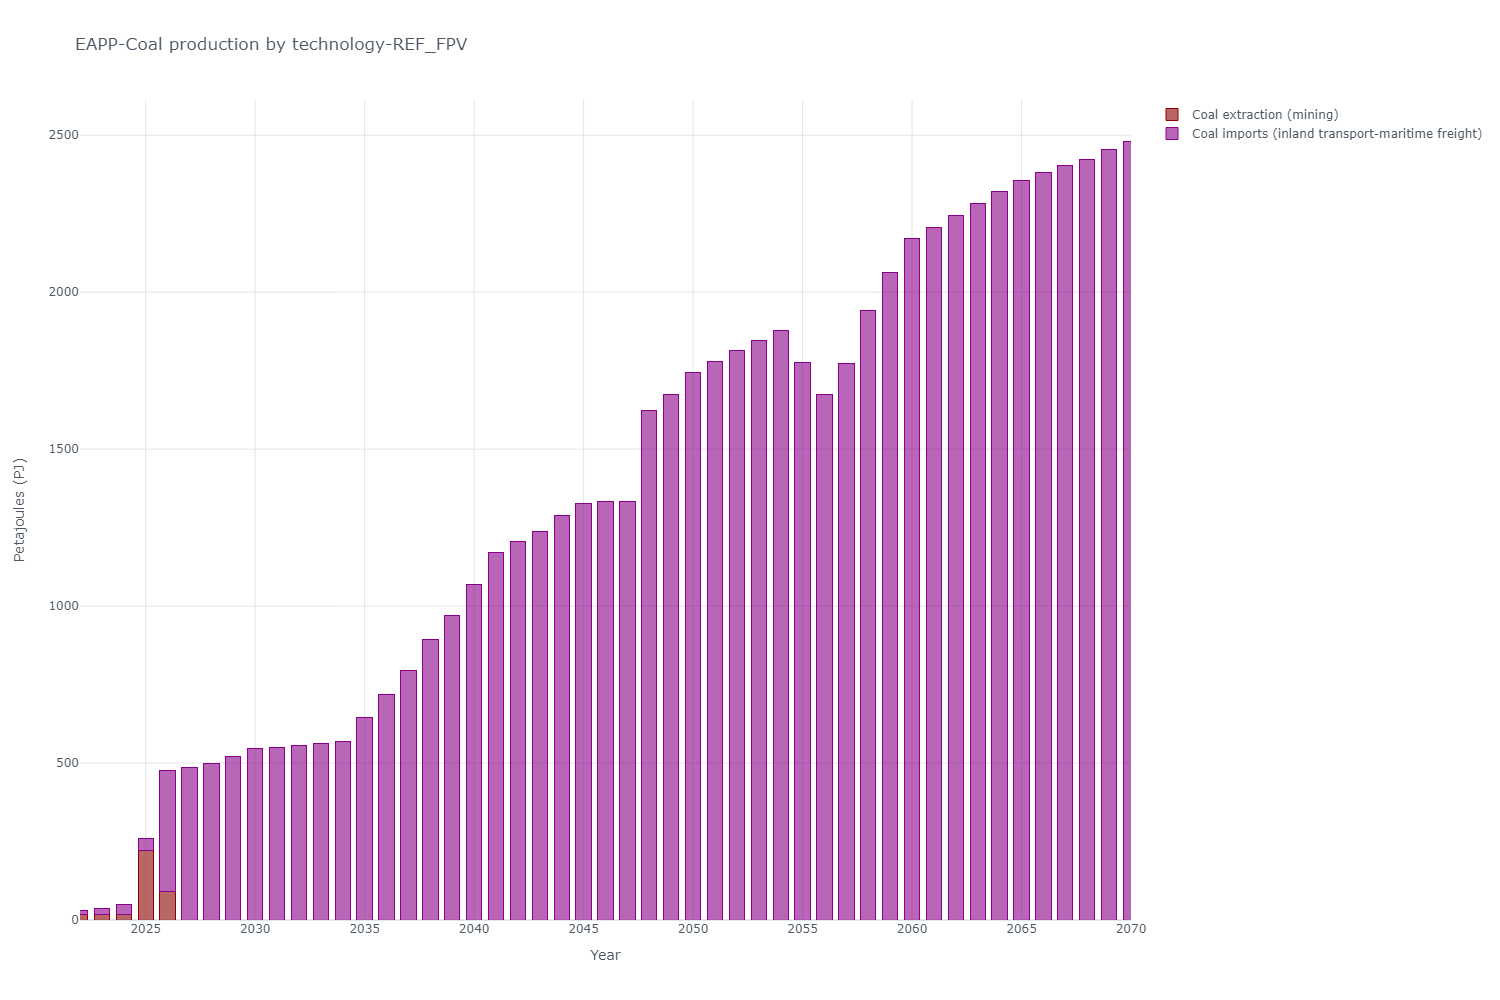 EAPP-Coal production by technology-REF_FPV
Coal extraction (mining)
Coal imports (inland transport-maritime freight)
2500
2000
1500
1000
500
0
Petajoules (PJ)
2025 2030 2035 2040 2045 2050 2055 2060 2065 2070
Year